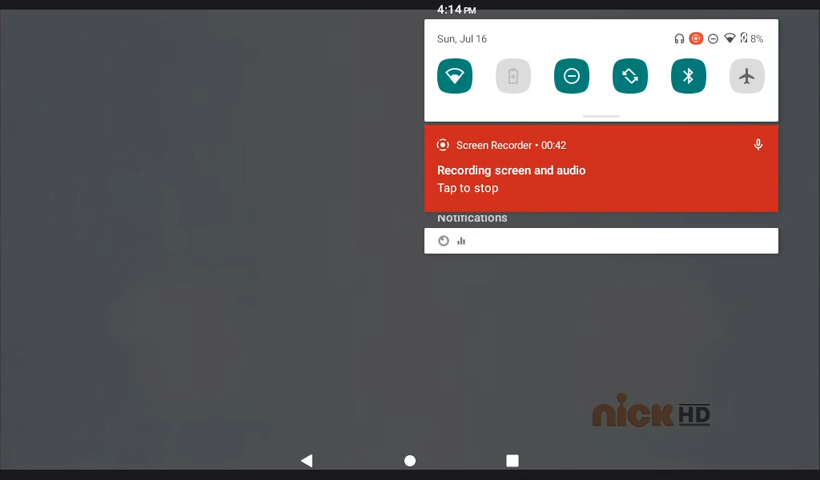 4:14 PM
Sun, Jul 16
8%
Screen Recorder • 00:42
Recording screen and audio
Tap to stop
Notifications
nick HD